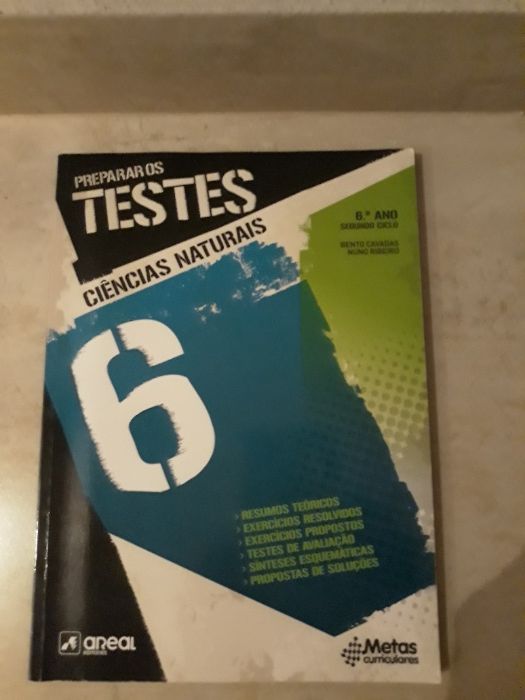 PREPARAR OS
TESTES
CIÊNCIAS NATURAIS
6.º ANO
SEGUNDO CICLO
BENTO CAVADAS
NUNO RIBEIRO
6
> RESUMOS TEÓRICOS
> EXERCÍCIOS RESOLVIDOS
> EXERCÍCIOS PROPOSTOS
> TESTES DE AVALIAÇÃO
> SÍNTESES ESQUEMÁTICAS
> PROPOSTAS DE SOLUÇÕES
areal
EDITORES
Metas
curriculares